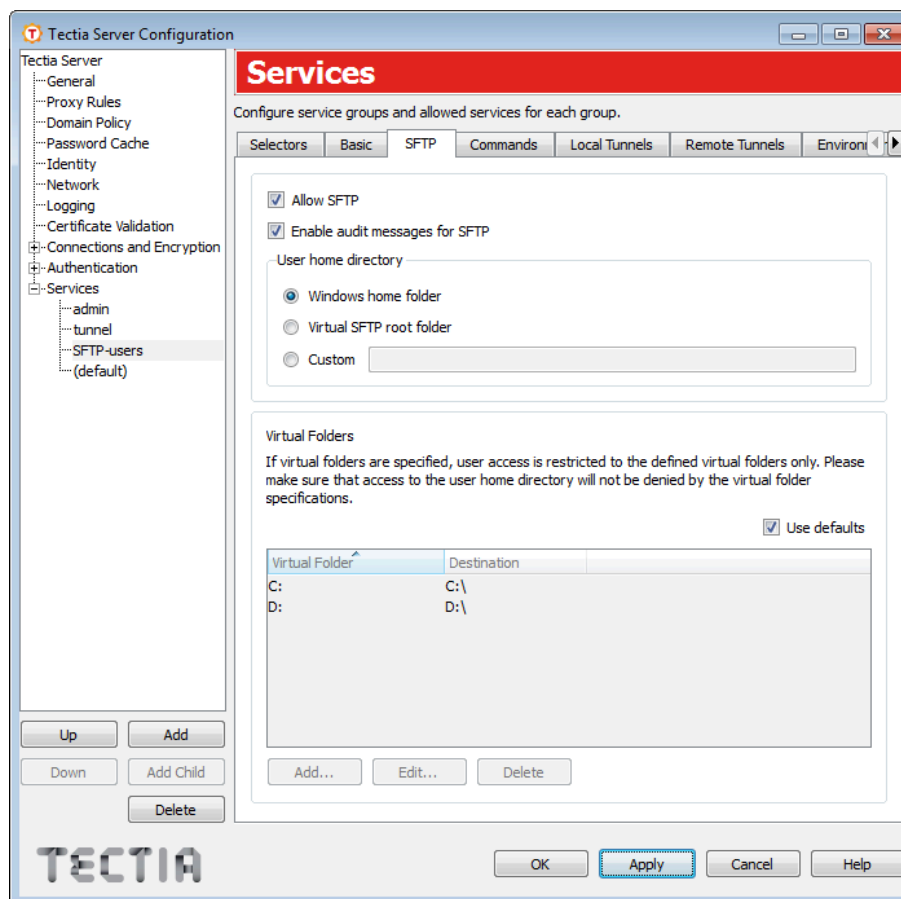 Tectia Server Configuration
Tectia Server
General
Proxy Rules
Domain Policy
Password Cache
Identity
Network
Logging
Certificate Validation
Connections and Encryption
Authentication
Services
admin
tunnel
SFTP-users
(default)
Up
Add
Down
Add Child
Delete
Services
Configure service groups and allowed services for each group.
Selectors Basic SFTP Commands Local Tunnels Remote Tunnels
Allow SFTP
Enable audit messages for SFTP
User home directory
Windows home folder
Virtual SFTP root folder
Custom
Virtual Folders
If virtual folders are specified, user access is restricted to the defined virtual folders only. Please
make sure that access to the user home directory will not be denied by the virtual folder
specifications.
Use defaults
Virtual Folder Destination
C: C:\
D: D:\
Add... Edit... Delete
TECTIA
OK Apply Cancel Help